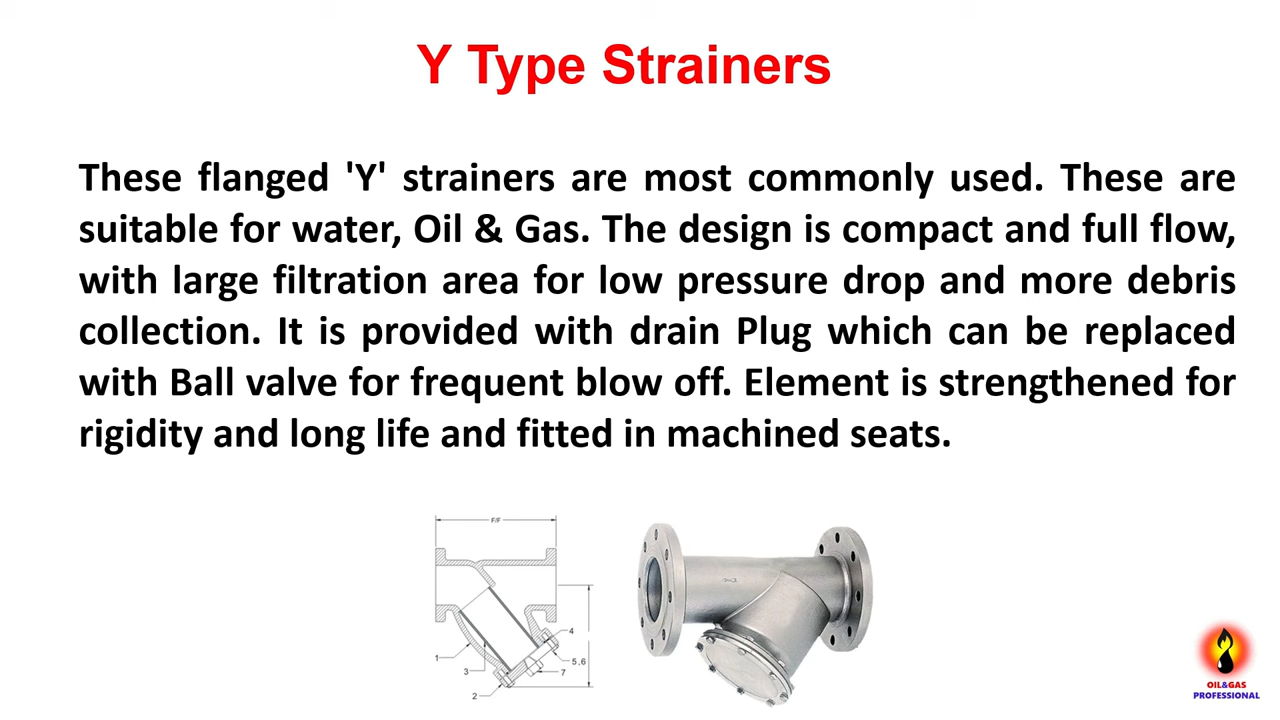 Y Type Strainers
These flanged 'Y' strainers are most commonly used. These are
suitable for water, Oil & Gas. The design is compact and full flow,
with large filtration area for low pressure drop and more debris
collection. It is provided with drain Plug which can be replaced
with Ball valve for frequent blow off. Element is strengthened for
rigidity and long life and fitted in machined seats.
F/F
4
1
5,6
3
7
2
OIL&GAS
PROFESSIONAL